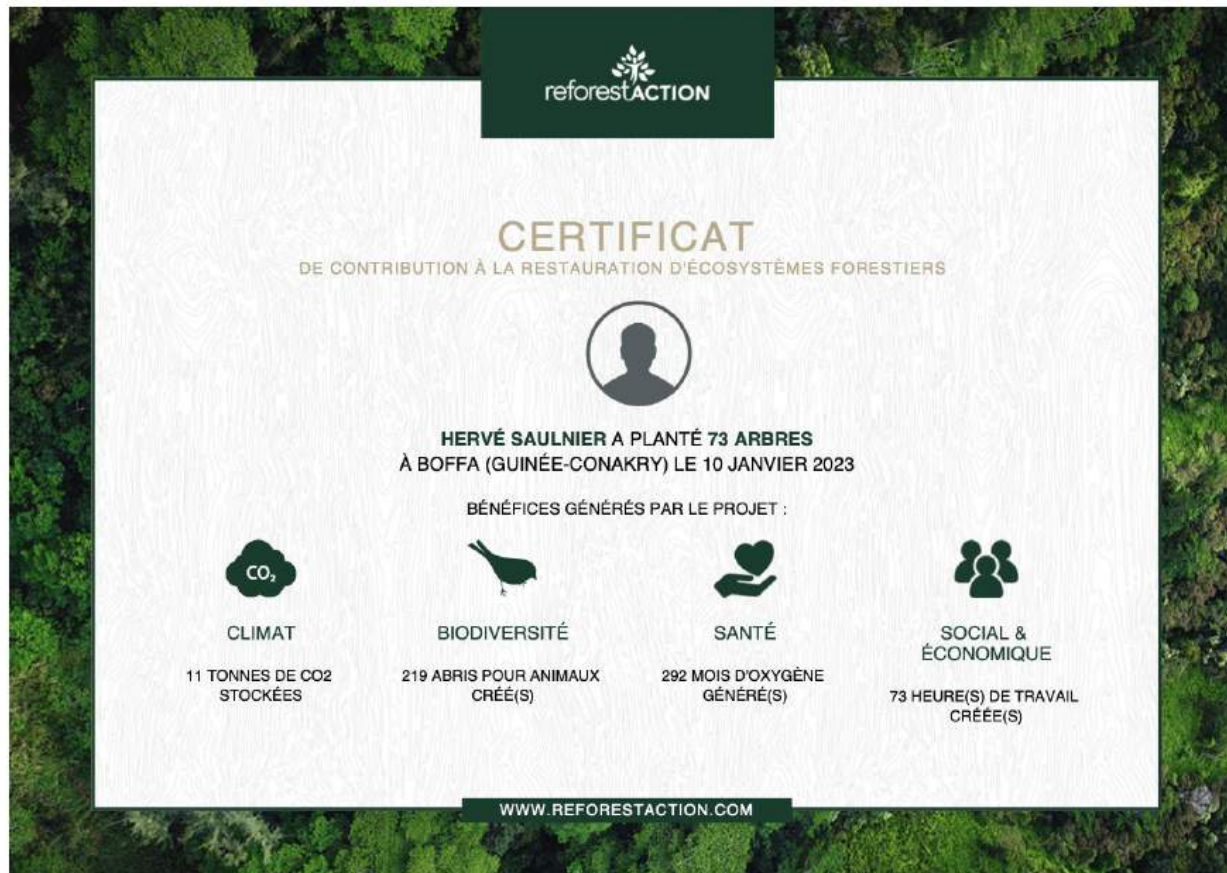 reforestACTION
CERTIFICAT
DE CONTRIBUTION À LA RESTAURATION D'ÉCOSYSTÈMES FORESTIERS
HERVÉ SAULNIER A PLANTÉ 73 ARBRES
À BOFFA (GUINÉE-CONAKRY) LE 10 JANVIER 2023
BÉNÉFICES GÉNÉRÉS PAR LE PROJET :
CO₂
CLIMAT
11 TONNES DE CO2
STOCKÉES
BIODIVERSITÉ
219 ABRIS POUR ANIMAUX
CRÉÉ(S)
SANTÉ
292 MOIS D'OXYGÈNE
GÉNÉRÉ(S)
SOCIAL &
ÉCONOMIQUE
73 HEURE(S) DE TRAVAIL
CRÉÉE(S)
WWW.REFORESTACTION.COM